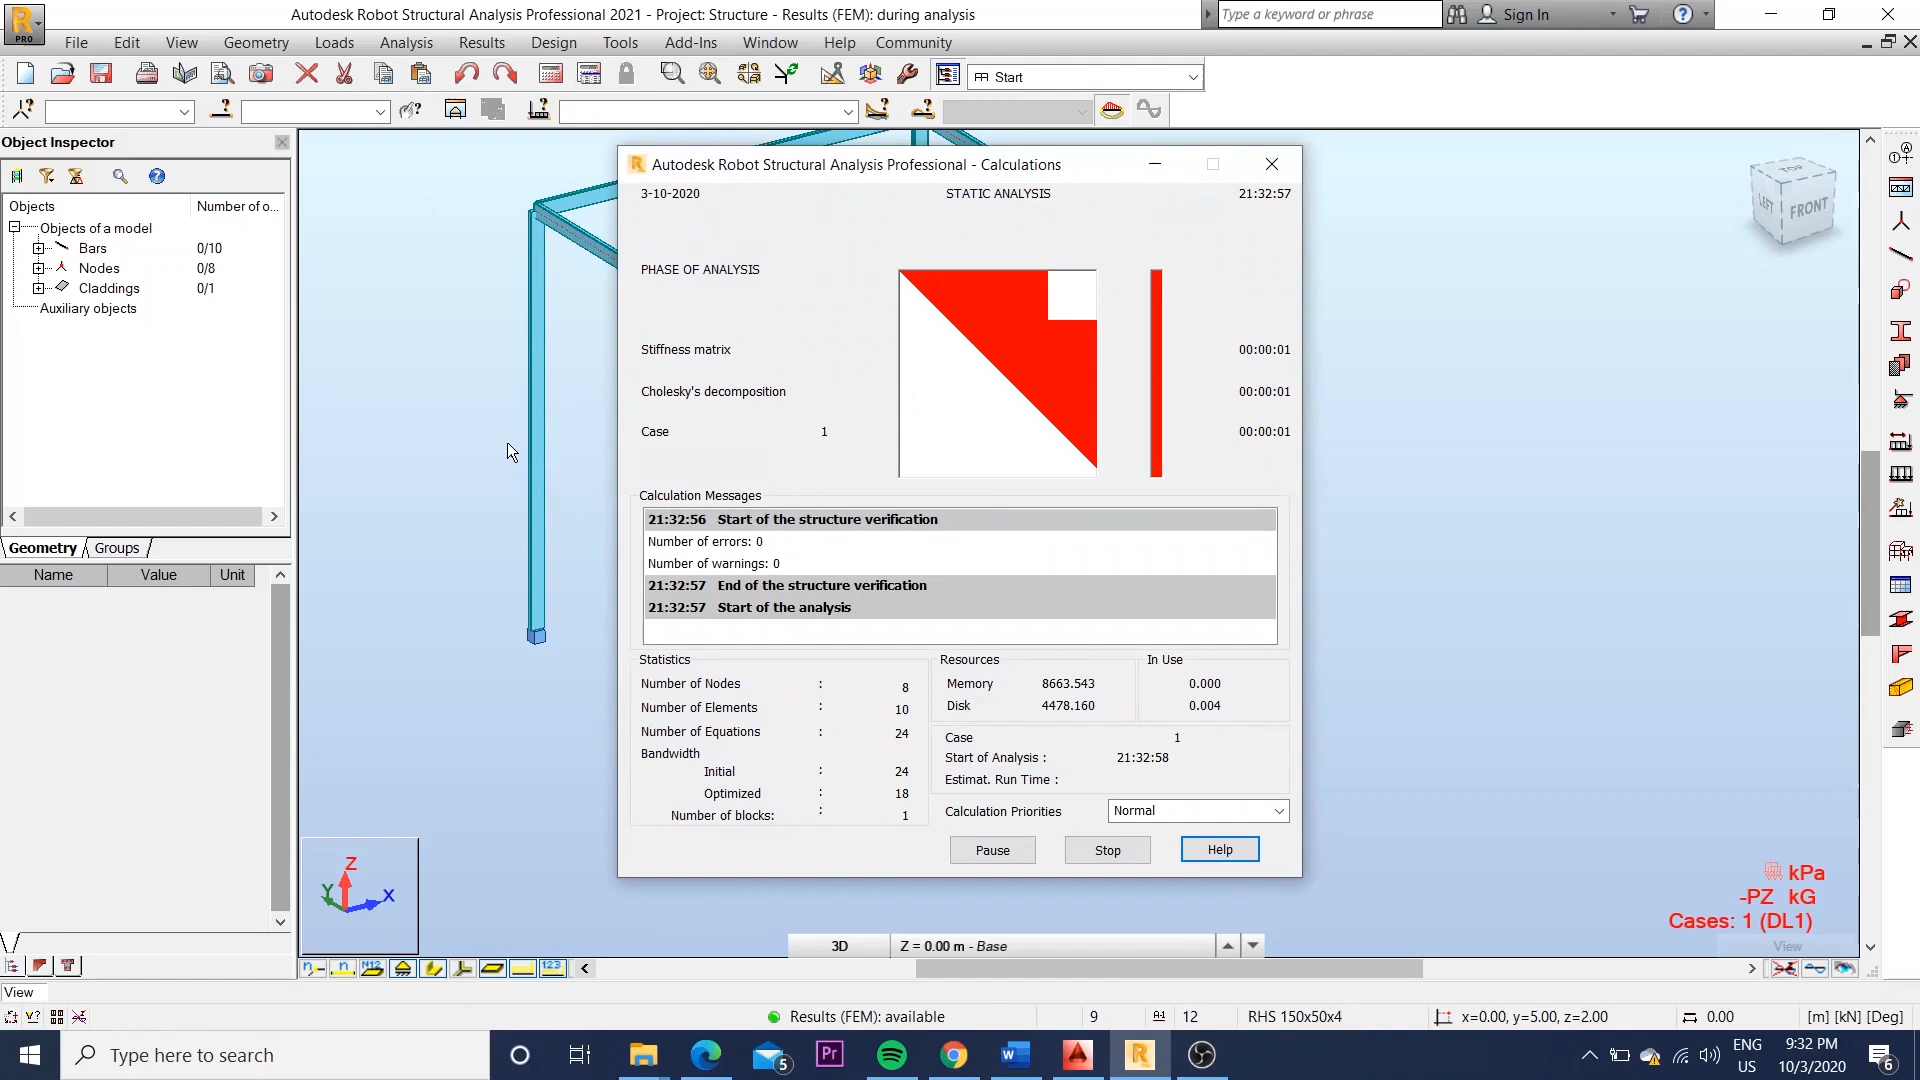 Autodesk Robot Structural Analysis Professional 2021 - Project: Structure - Results (FEM): during analysis
Type a keyword or phrase
Sign In
PRO
File Edit View Geometry Loads Analysis Results Design Tools Add-Ins Window Help Community
Start
Object Inspector
Objects Number of o...
Objects of a model
Bars 0/10
Nodes 0/8
Claddings 0/1
Auxiliary objects
Geometry Groups
Name Value Unit
Autodesk Robot Structural Analysis Professional - Calculations
3-10-2020 STATIC ANALYSIS 21:32:57
PHASE OF ANALYSIS
Stiffness matrix 00:00:01
Cholesky's decomposition 00:00:01
Case 1 00:00:01
Calculation Messages
21:32:56 Start of the structure verification
Number of errors: 0
Number of warnings: 0
21:32:57 End of the structure verification
21:32:57 Start of the analysis
Statistics
Number of Nodes : 8
Number of Elements : 10
Number of Equations : 24
Bandwidth
Initial : 24
Optimized : 18
Number of blocks: : 1
Resources In Use
Memory 8663.543 0.000
Disk 4478.160 0.004
Case 1
Start of Analysis : 21:32:58
Estimat. Run Time :
Calculation Priorities Normal
Pause Stop Help
TOP
LEFT
FRONT
Z
Y
X
kPa
-PZ kG
Cases: 1 (DL1)
View
3D Z = 0.00 m - Base
View
Results (FEM): available 9 12 RHS 150x50x4 x=0.00, y=5.00, z=2.00 0.00 [m] [kN] [Deg]
Type here to search
5
Pr
ENG
US
9:32 PM
10/3/2020
6